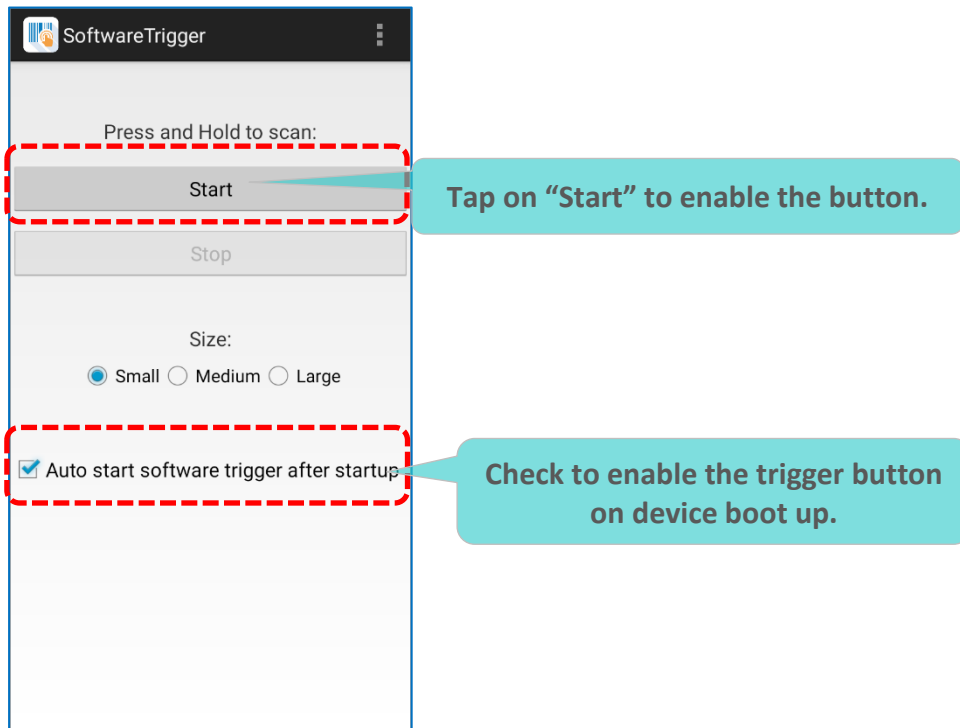 SoftwareTrigger
Press and Hold to scan:
Start
Tap on “Start” to enable the button.
Stop
Size:
Small Medium Large
Auto start software trigger after startup
Check to enable the trigger button
on device boot up.